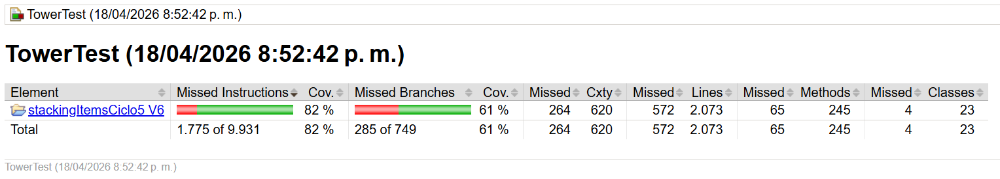 TowerTest (18/04/2026 8:52:42 p. m.)
TowerTest (18/04/2026 8:52:42 p. m.)
Element Missed Instructions Cov. Missed Branches Cov. Missed Cxty Missed Lines Missed Methods Missed Classes
stackingItemsCiclo5 V6 82 % 61 % 264 620 572 2.073 65 245 4 23
Total 1.775 of 9.931 82 % 285 of 749 61 % 264 620 572 2.073 65 245 4 23
TowerTest (18/04/2026 8:52:42 p. m.)